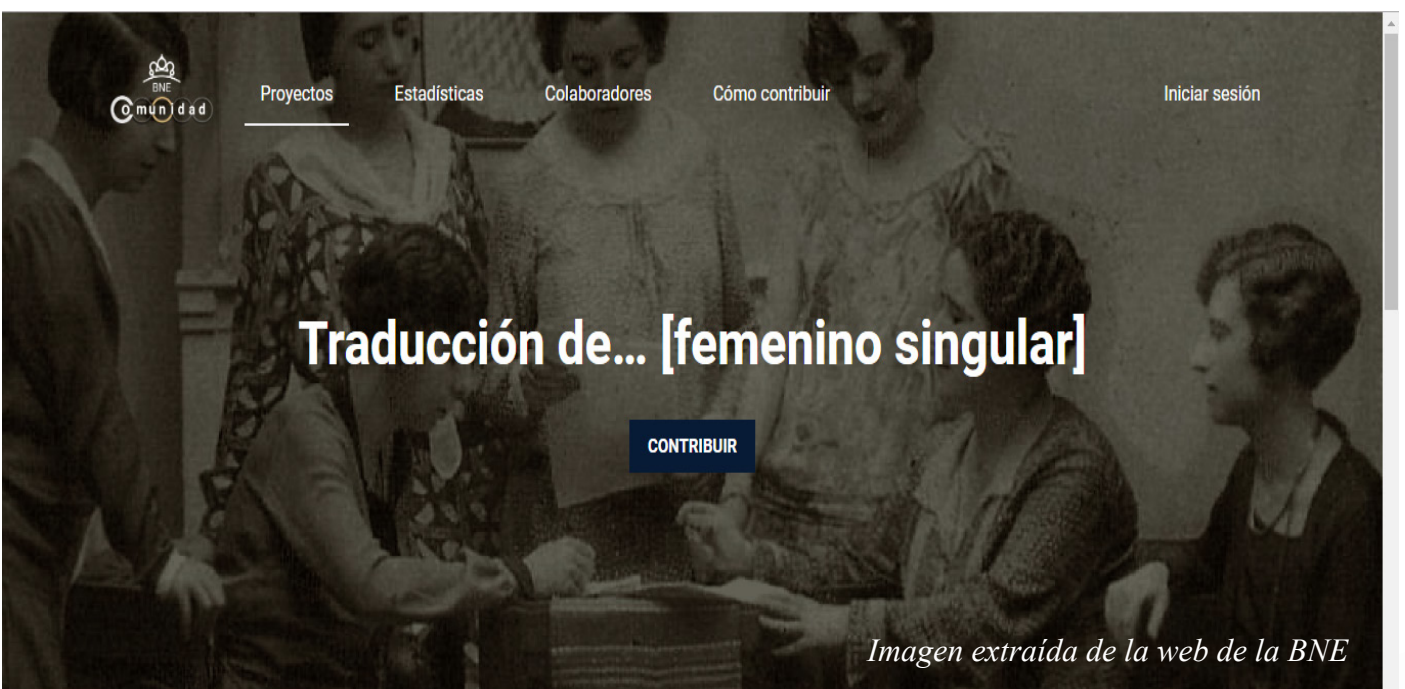 BNE
Comunidad
Proyectos
Estadísticas
Colaboradores
Cómo contribuir
Iniciar sesión
Traducción de... [femenino singular]
CONTRIBUIR
Imagen extraída de la web de la BNE